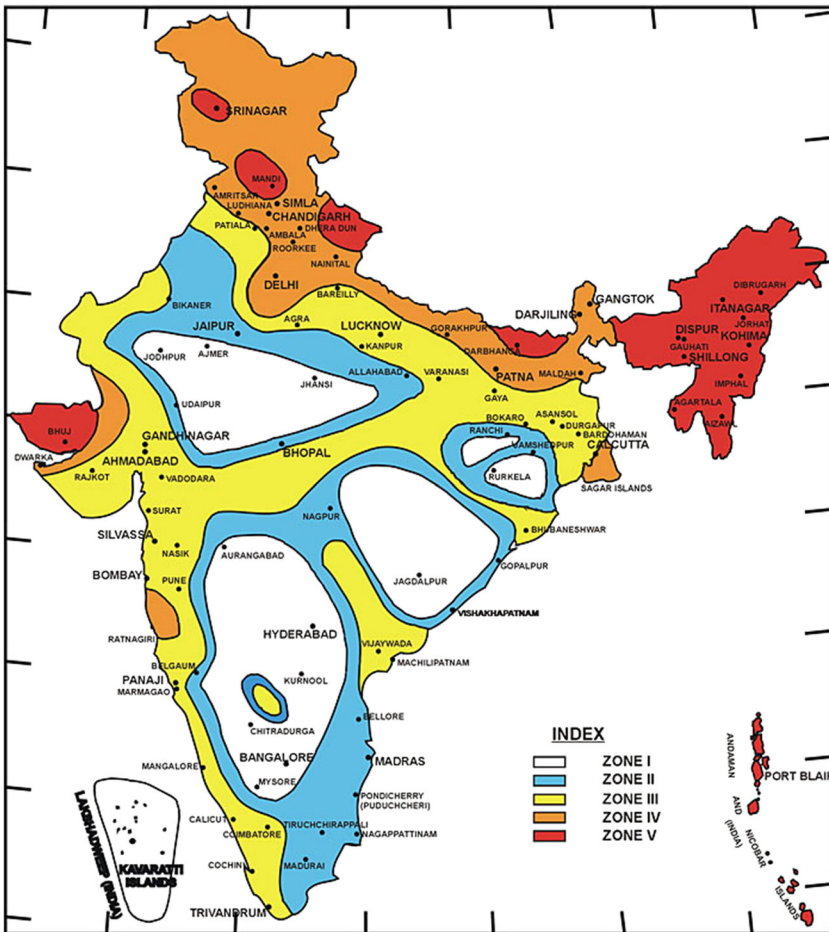 SRINAGAR
MANDI
AMRITSAR
SIMLA
LUDHIANA
CHANDIGARH
PATIALA
AMBALA
DHERA DUN
ROORKEE
NAINITAL
DELHI
BAREILLY
BIKANER
DARJILING
GANGTOK
DIBRUGARH
ITANAGAR
JORHAT
KOHIMA
DISPUR
GAUHATI
SHILLONG
IMPHAL
AGARTALA
AIZAWL
JAIPUR
AGRA
LUCKNOW
GORAKHPUR
DARBHANGA
KANPUR
JODHPUR
AJMER
JHANSI
ALLAHABAD
VARANASI
PATNA
MALDAH
GAYA
UDAIPUR
BHUJ
GANDHINAGAR
BHOPAL
BOKARO
ASANSOL
RANCHI
DURGAPUR
BARDOHAMAN
JAMSHEDPUR
CALCUTTA
DWARKA
AHMADABAD
RAJKOT
VADODARA
RURKELA
SAGAR ISLANDS
SURAT
NAGPUR
SILVASSA
NASIK
AURANGABAD
BHUBANESHWAR
GOPALPUR
BOMBAY
PUNE
JAGDALPUR
VISHAKHAPATNAM
RATNAGIRI
HYDERABAD
VIJAYWADA
MACHILIPATNAM
BELGAUM
PANAJI
MARMAGAO
KURNOOL
CHITRADURGA
BELLORE
BANGALORE
MADRAS
MANGALORE
MYSORE
PONDICHERRY
(PUDUCHCHERI)
CALICUT
COIMBATORE
TIRUCHCHIRAPPALI
NAGAPPATTINAM
COCHIN
MADURAI
TRIVANDRUM
LAKSHADWEEP (INDIA)
KAVARATTI
ISLANDS
INDEX
ZONE I
ZONE II
ZONE III
ZONE IV
ZONE V
ANDAMAN
AND
(INDIA)
NICOBAR
ISLANDS
PORT BLAIR